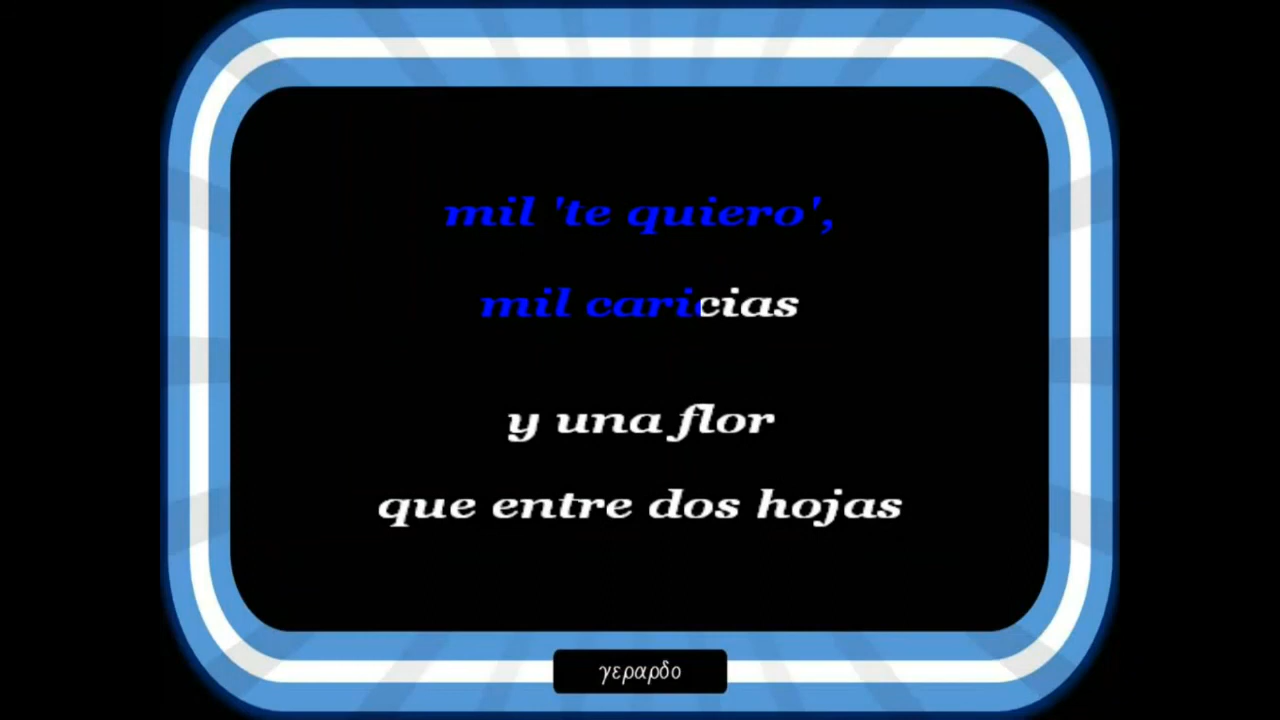 mil 'te quiero',
mil caricias
y una flor
que entre dos hojas
γεραρδο